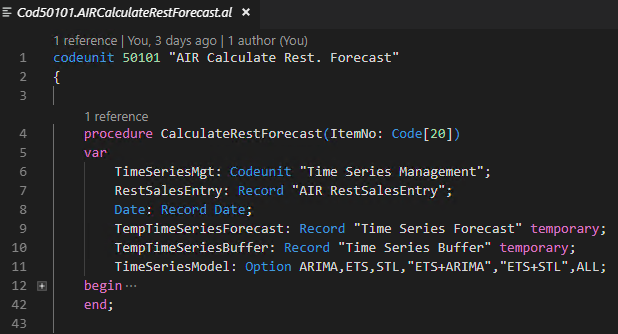 Cod50101.AIRCalculateRestForecast.al ×
1 reference | You, 3 days ago | 1 author (You)
1 codeunit 50101 "AIR Calculate Rest. Forecast"
2 {
3
1 reference
4 procedure CalculateRestForecast(ItemNo: Code[20])
5 var
6 TimeSeriesMgt: Codeunit "Time Series Management";
7 RestSalesEntry: Record "AIR RestSalesEntry";
8 Date: Record Date;
9 TempTimeSeriesForecast: Record "Time Series Forecast" temporary;
10 TempTimeSeriesBuffer: Record "Time Series Buffer" temporary;
11 TimeSeriesModel: Option ARIMA,ETS,STL,"ETS+ARIMA","ETS+STL",ALL;
12 begin ⋯
42 end;
43